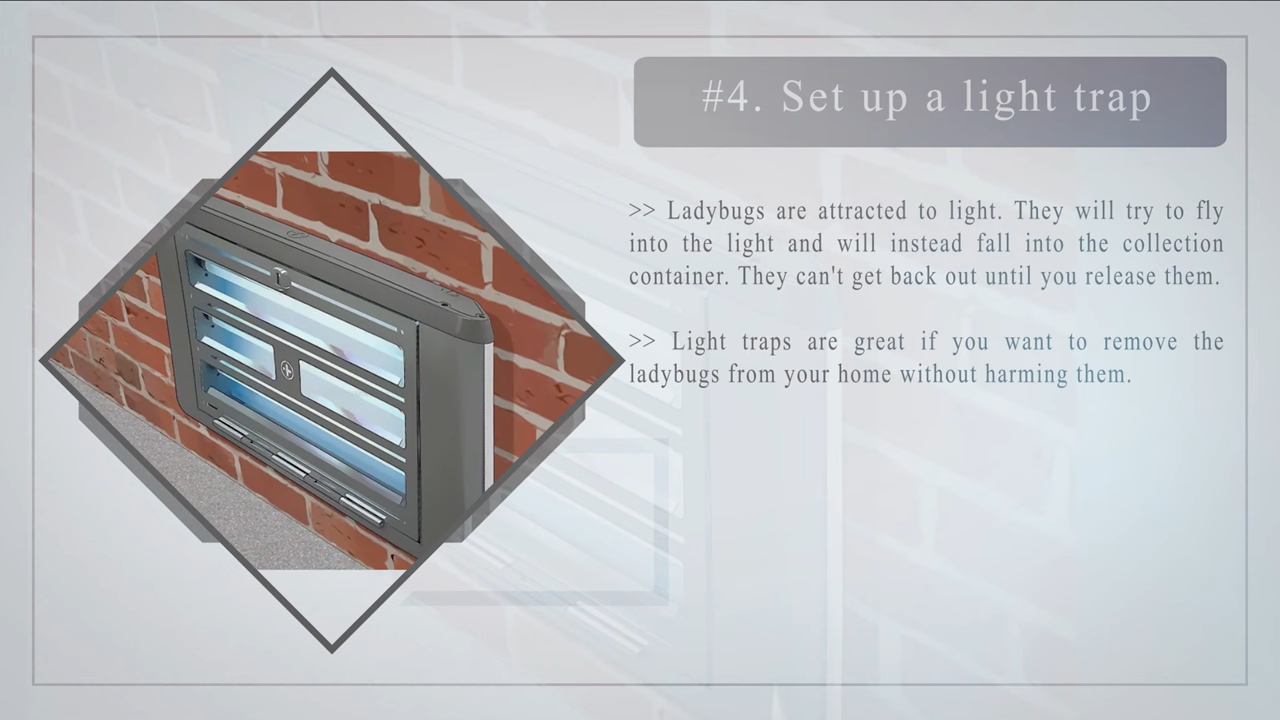 #4. Set up a light trap
>> Ladybugs are attracted to light. They will try to fly
into the light and will instead fall into the collection
container. They can't get back out until you release them.
>> Light traps are great if you want to remove the
ladybugs from your home without harming them.